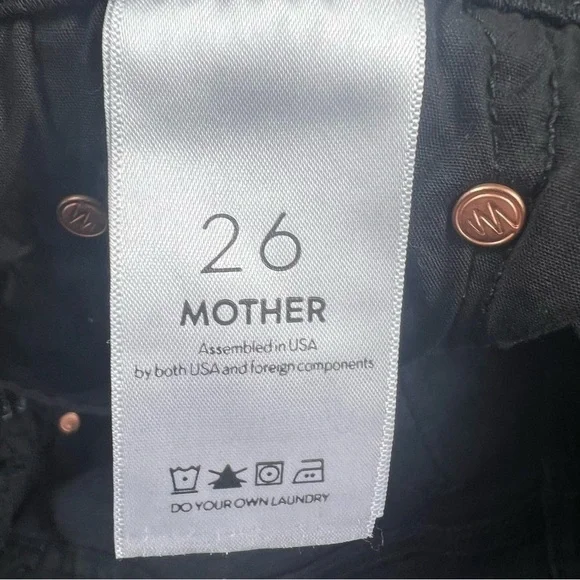 26
MOTHER
Assembled in USA
by both USA and foreign components
DO YOUR OWN LAUNDRY